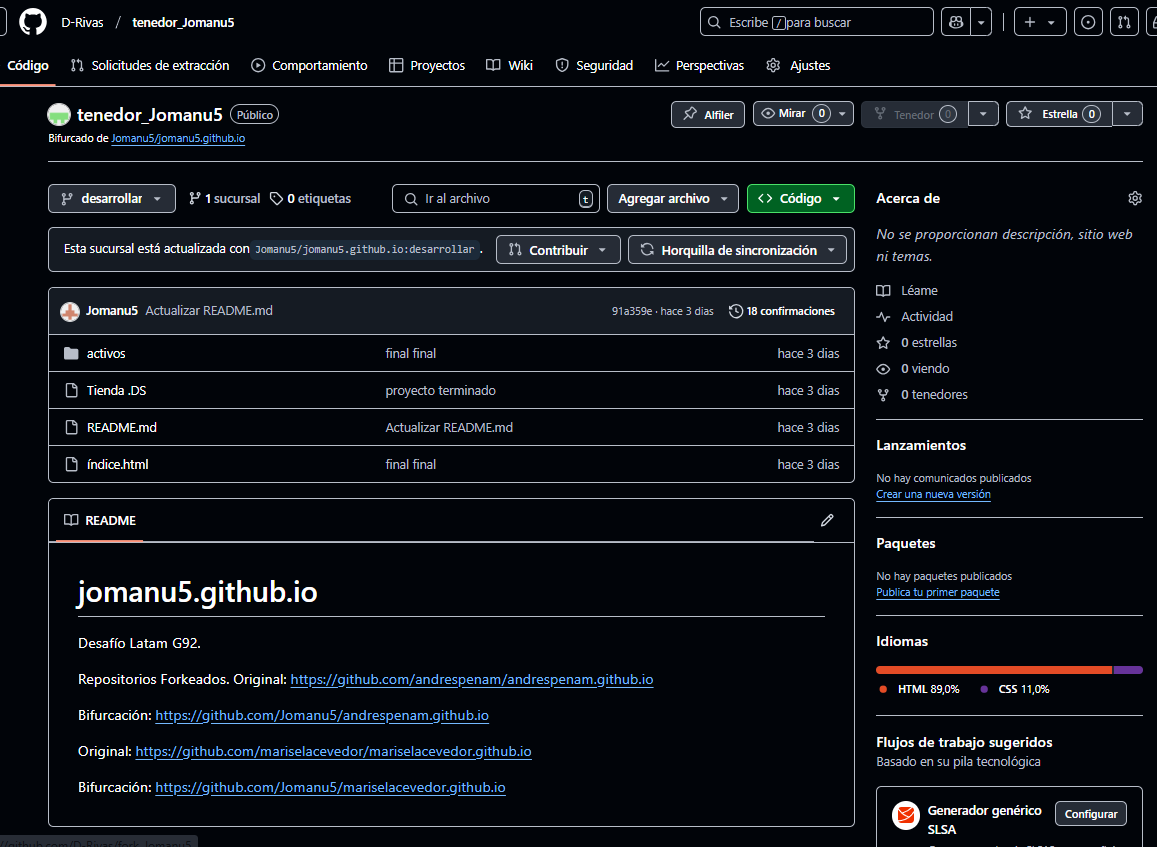 D-Rivas / tenedor_Jomanu5
Escribe / para buscar
Código
Solicitudes de extracción
Comportamiento
Proyectos
Wiki
Seguridad
Perspectivas
Ajustes
tenedor_Jomanu5 Público
Alfiler
Mirar 0
Tenedor 0
Estrella 0
Bifurcado de Jomanu5/jomanu5.github.io
desarrollar
1 sucursal
0 etiquetas
Ir al archivo t
Agregar archivo
Código
Esta sucursal está actualizada con Jomanu5/jomanu5.github.io:desarrollar .
Contribuir
Horquilla de sincronización
Jomanu5 Actualizar README.md 91a359e · hace 3 dias 18 confirmaciones
activos final final hace 3 dias
Tienda .DS proyecto terminado hace 3 dias
README.md Actualizar README.md hace 3 dias
índice.html final final hace 3 dias
README
jomanu5.github.io
Desafío Latam G92.
Repositorios Forkeados. Original: https://github.com/andrespenam/andrespenam.github.io
Bifurcación: https://github.com/Jomanu5/andrespenam.github.io
Original: https://github.com/mariselacevedor/mariselacevedor.github.io
Bifurcación: https://github.com/Jomanu5/mariselacevedor.github.io
Acerca de
No se proporcionan descripción, sitio web
ni temas.
Léame
Actividad
0 estrellas
0 viendo
0 tenedores
Lanzamientos
No hay comunicados publicados
Crear una nueva versión
Paquetes
No hay paquetes publicados
Publica tu primer paquete
Idiomas
HTML 89,0% CSS 11,0%
Flujos de trabajo sugeridos
Basado en su pila tecnológica
Generador genérico
SLSA
Configurar